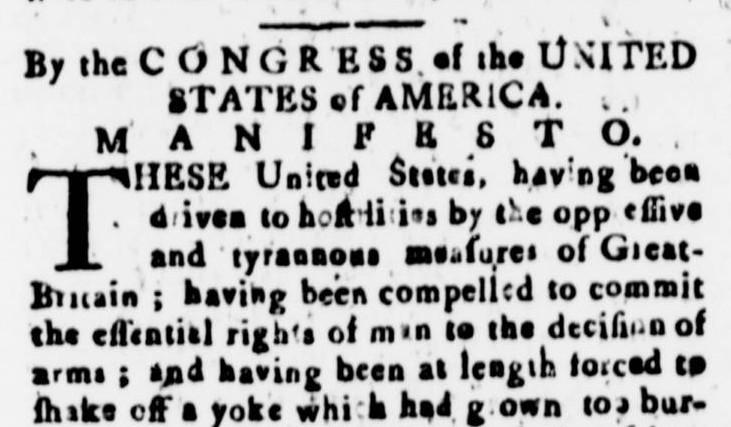 By the CONGRESS of the UNITED
STATES of AMERICA.
MANIFESTO.
THESE United States, having been
driven to hoſtilities by the oppreſſive
and tyrannous meaſures of Great-
Britain; having been compelled to commit
the eſſential rights of man to the deciſion of
arms; and having been at length forced to
ſhake off a yoke which had grown too bur-